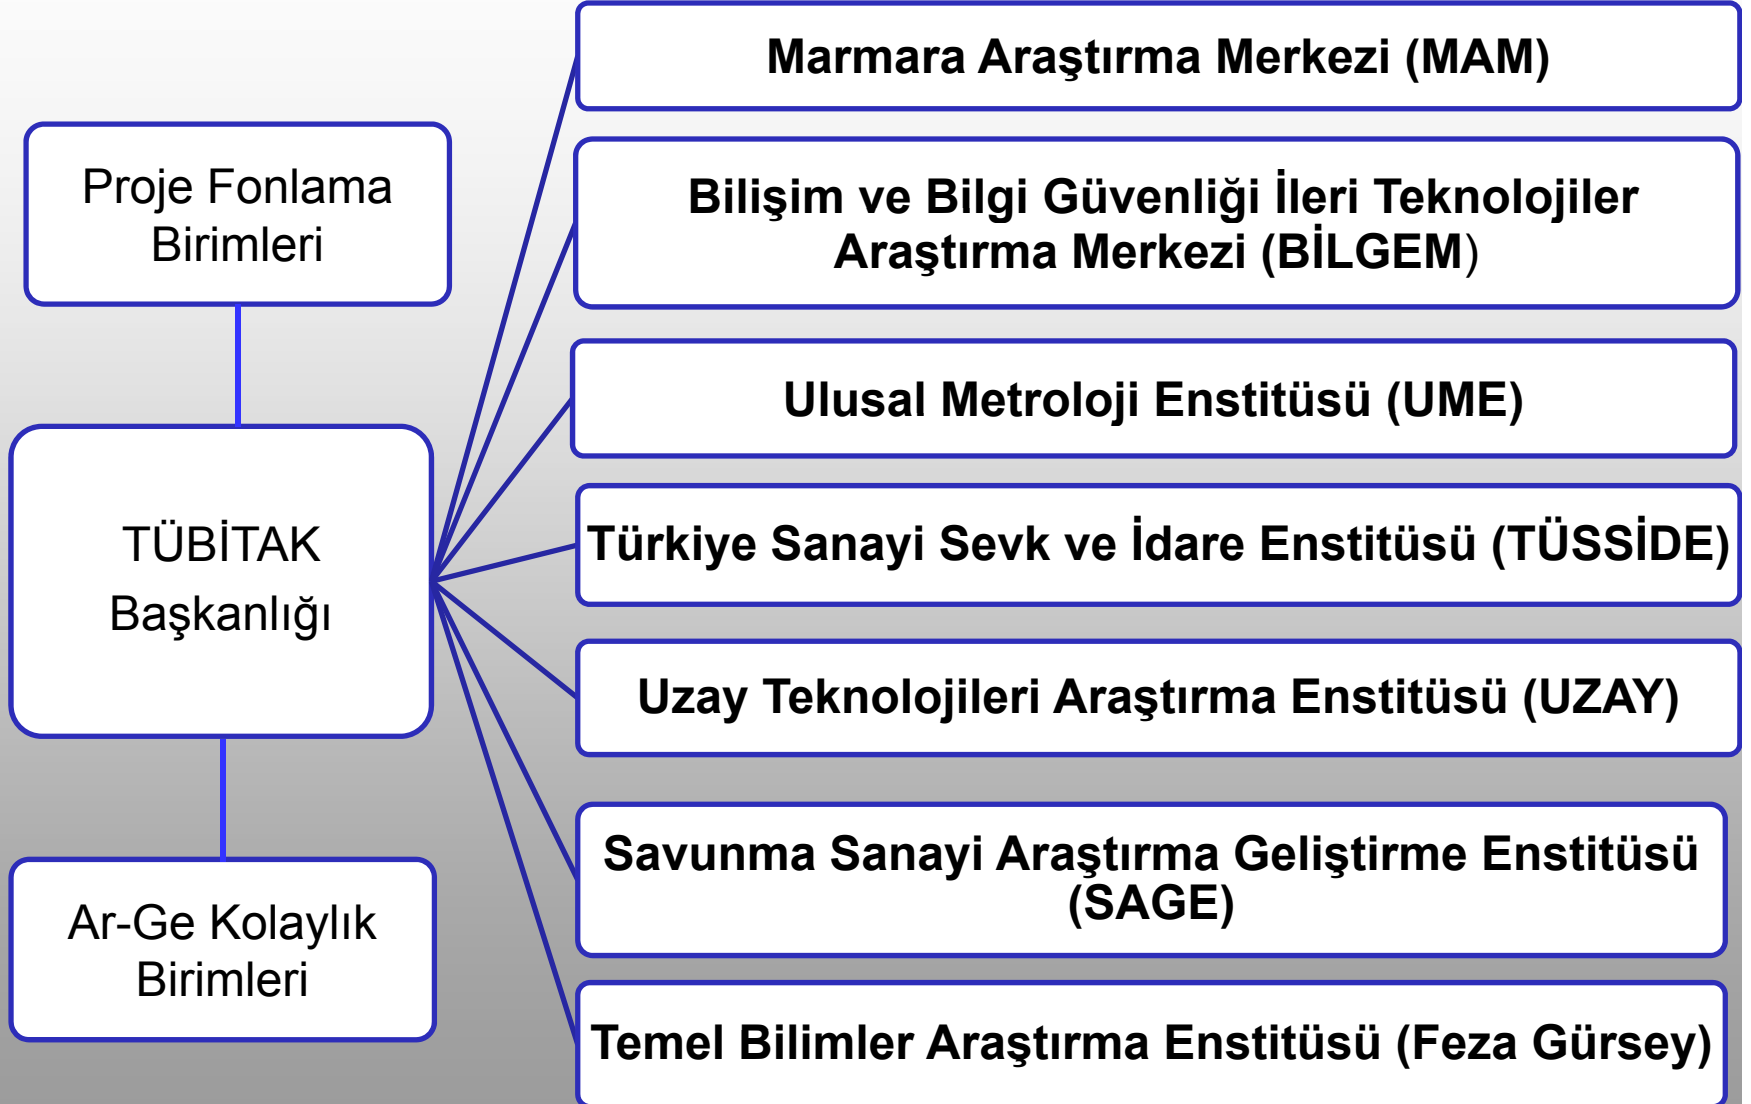 Proje Fonlama
Birimleri
TÜBİTAK
Başkanlığı
Ar-Ge Kolaylık
Birimleri
Marmara Araştırma Merkezi (MAM)
Bilişim ve Bilgi Güvenliği İleri Teknolojiler
Araştırma Merkezi (BİLGEM)
Ulusal Metroloji Enstitüsü (UME)
Türkiye Sanayi Sevk ve İdare Enstitüsü (TÜSSİDE)
Uzay Teknolojileri Araştırma Enstitüsü (UZAY)
Savunma Sanayi Araştırma Geliştirme Enstitüsü
(SAGE)
Temel Bilimler Araştırma Enstitüsü (Feza Gürsey)